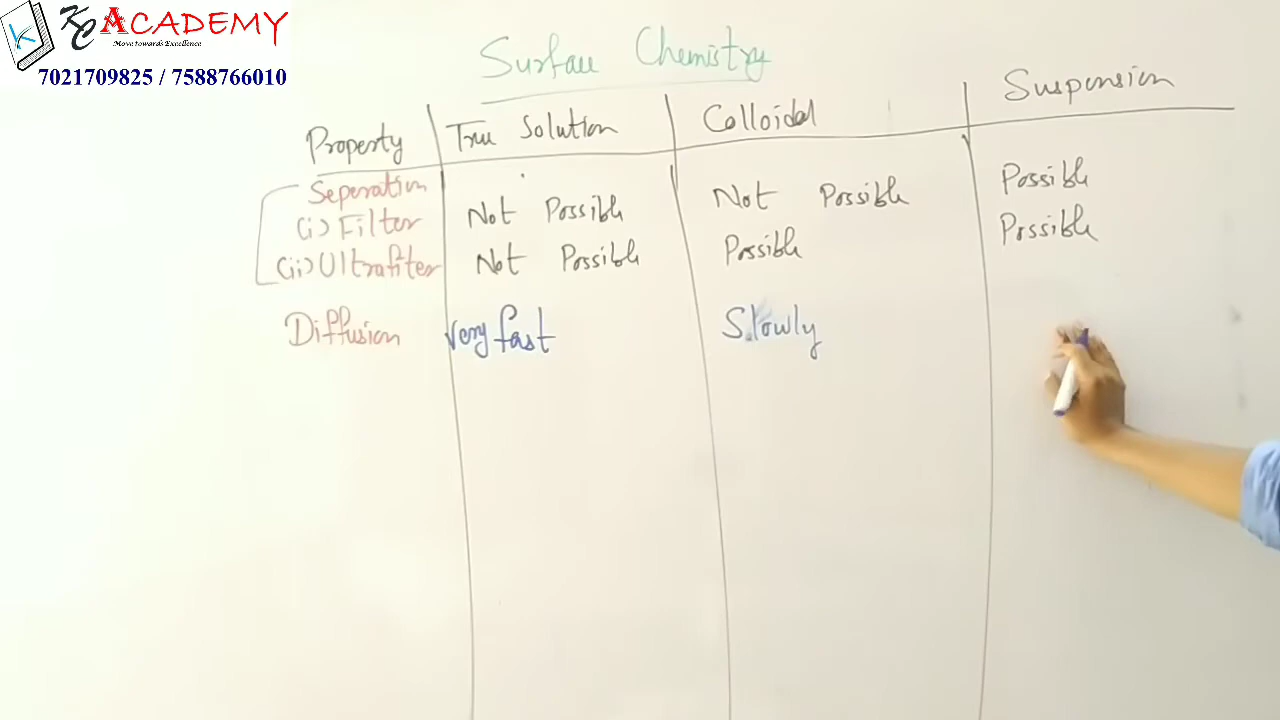 KC ACADEMY
Move towards Excellence
7021709825 / 7588766010
Surface Chemistry
Property True Solution Colloidal Suspension
Seperation
(i) Filter Not Possible Not Possible Possible
(ii) Ultrafiter Not Possible Possible Possible
Diffusion Very fast Slowly